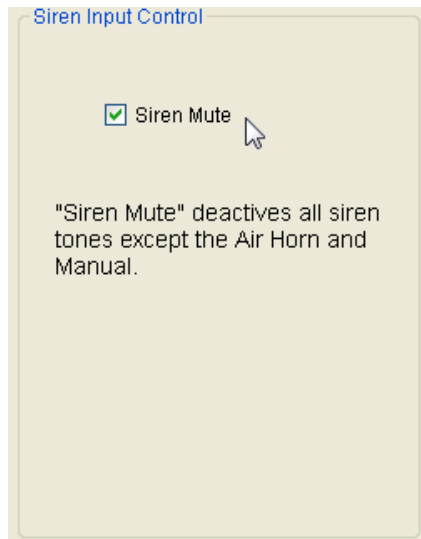 Siren Input Control
Siren Mute
"Siren Mute" deactives all siren
tones except the Air Horn and
Manual.